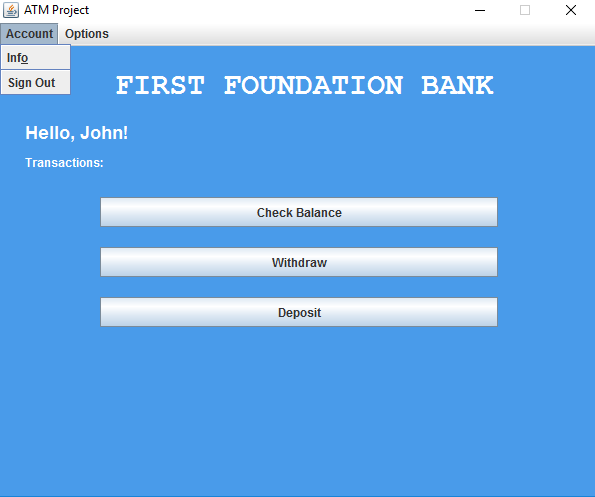 ATM Project
Account Options
Info
Sign Out
FIRST FOUNDATION BANK
Hello, John!
Transactions:
Check Balance
Withdraw
Deposit